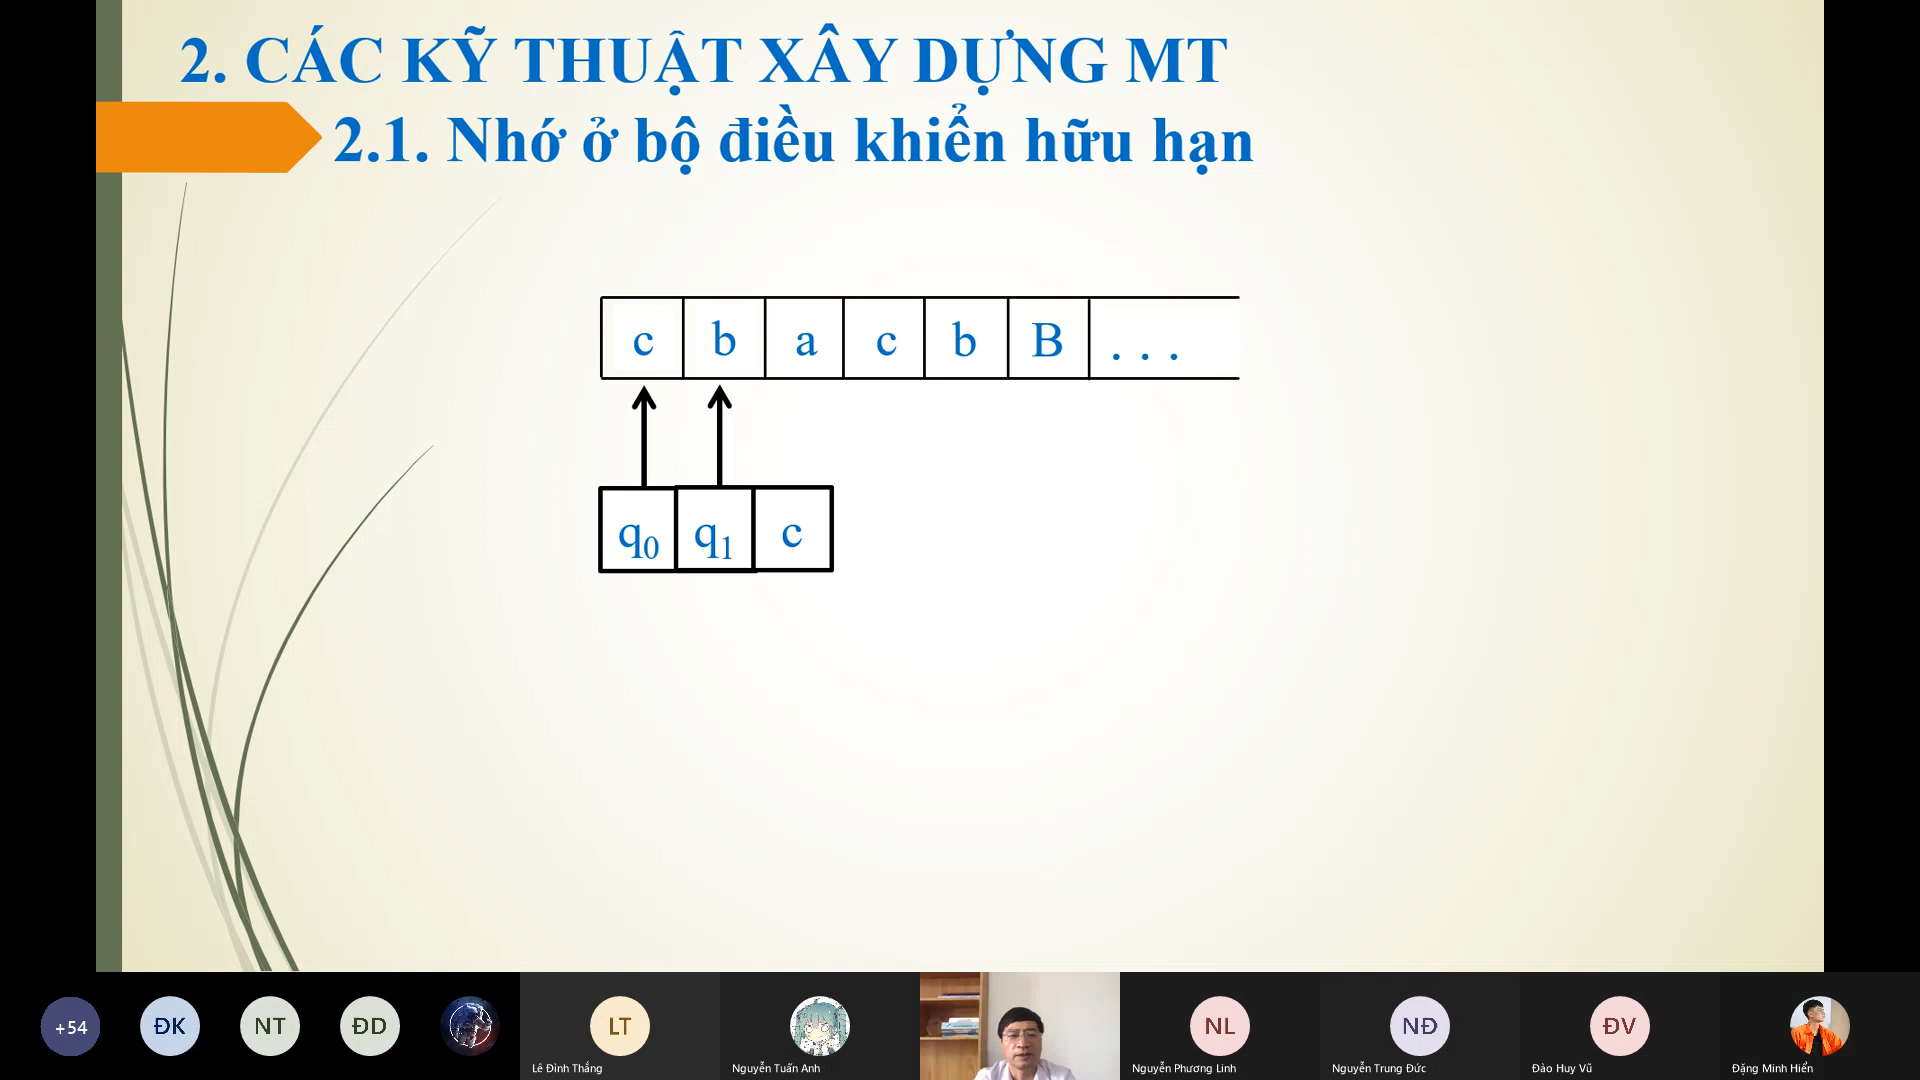 2. CÁC KỸ THUẬT XÂY DỰNG MT
2.1. Nhớ ở bộ điều khiển hữu hạn
c b a c b B . . .
q₀ q₁ c
+54 ĐK NT ĐD LT NL NĐ ĐV
Lê Đình Thắng Nguyễn Tuấn Anh Nguyễn Phương Linh Nguyễn Trung Đức Đào Huy Vũ Đặng Minh Hiển